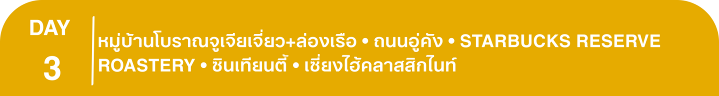 DAY
3
หมู่บ้านโบราณจูเจียเจี่ยว+ล่องเรือ • ถนนอู่คัง • STARBUCKS RESERVE
ROASTERY • ซินเทียนตี้ • เซี่ยงไฮ้คลาสสิกไนท์